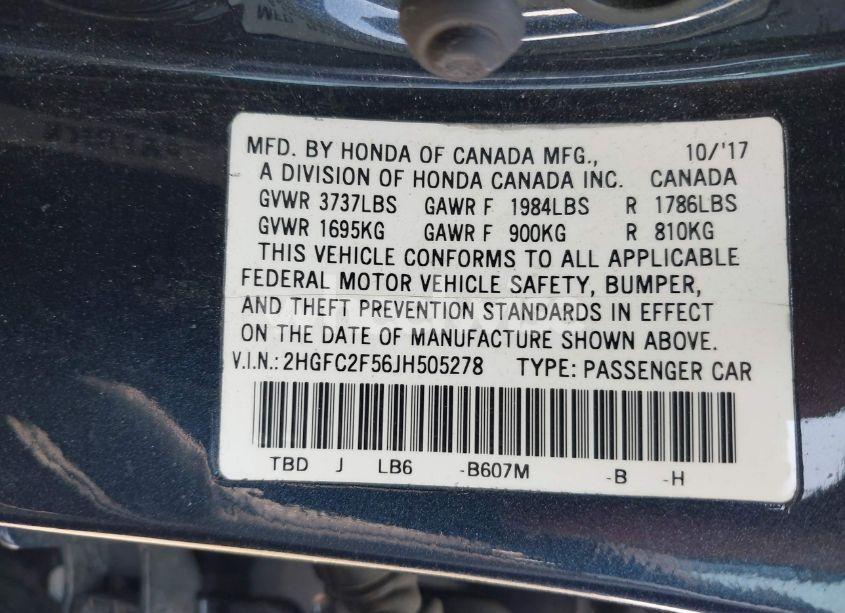 MFD. BY HONDA OF CANADA MFG., 10/'17
A DIVISION OF HONDA CANADA INC. CANADA
GVWR 3737LBS GAWR F 1984LBS R 1786LBS
GVWR 1695KG GAWR F 900KG R 810KG
THIS VEHICLE CONFORMS TO ALL APPLICABLE
FEDERAL MOTOR VEHICLE SAFETY, BUMPER,
AND THEFT PREVENTION STANDARDS IN EFFECT
ON THE DATE OF MANUFACTURE SHOWN ABOVE.
V.I.N.: 2HGFC2F56JH505278 TYPE: PASSENGER CAR
TBD J LB6 -B607M -B -H